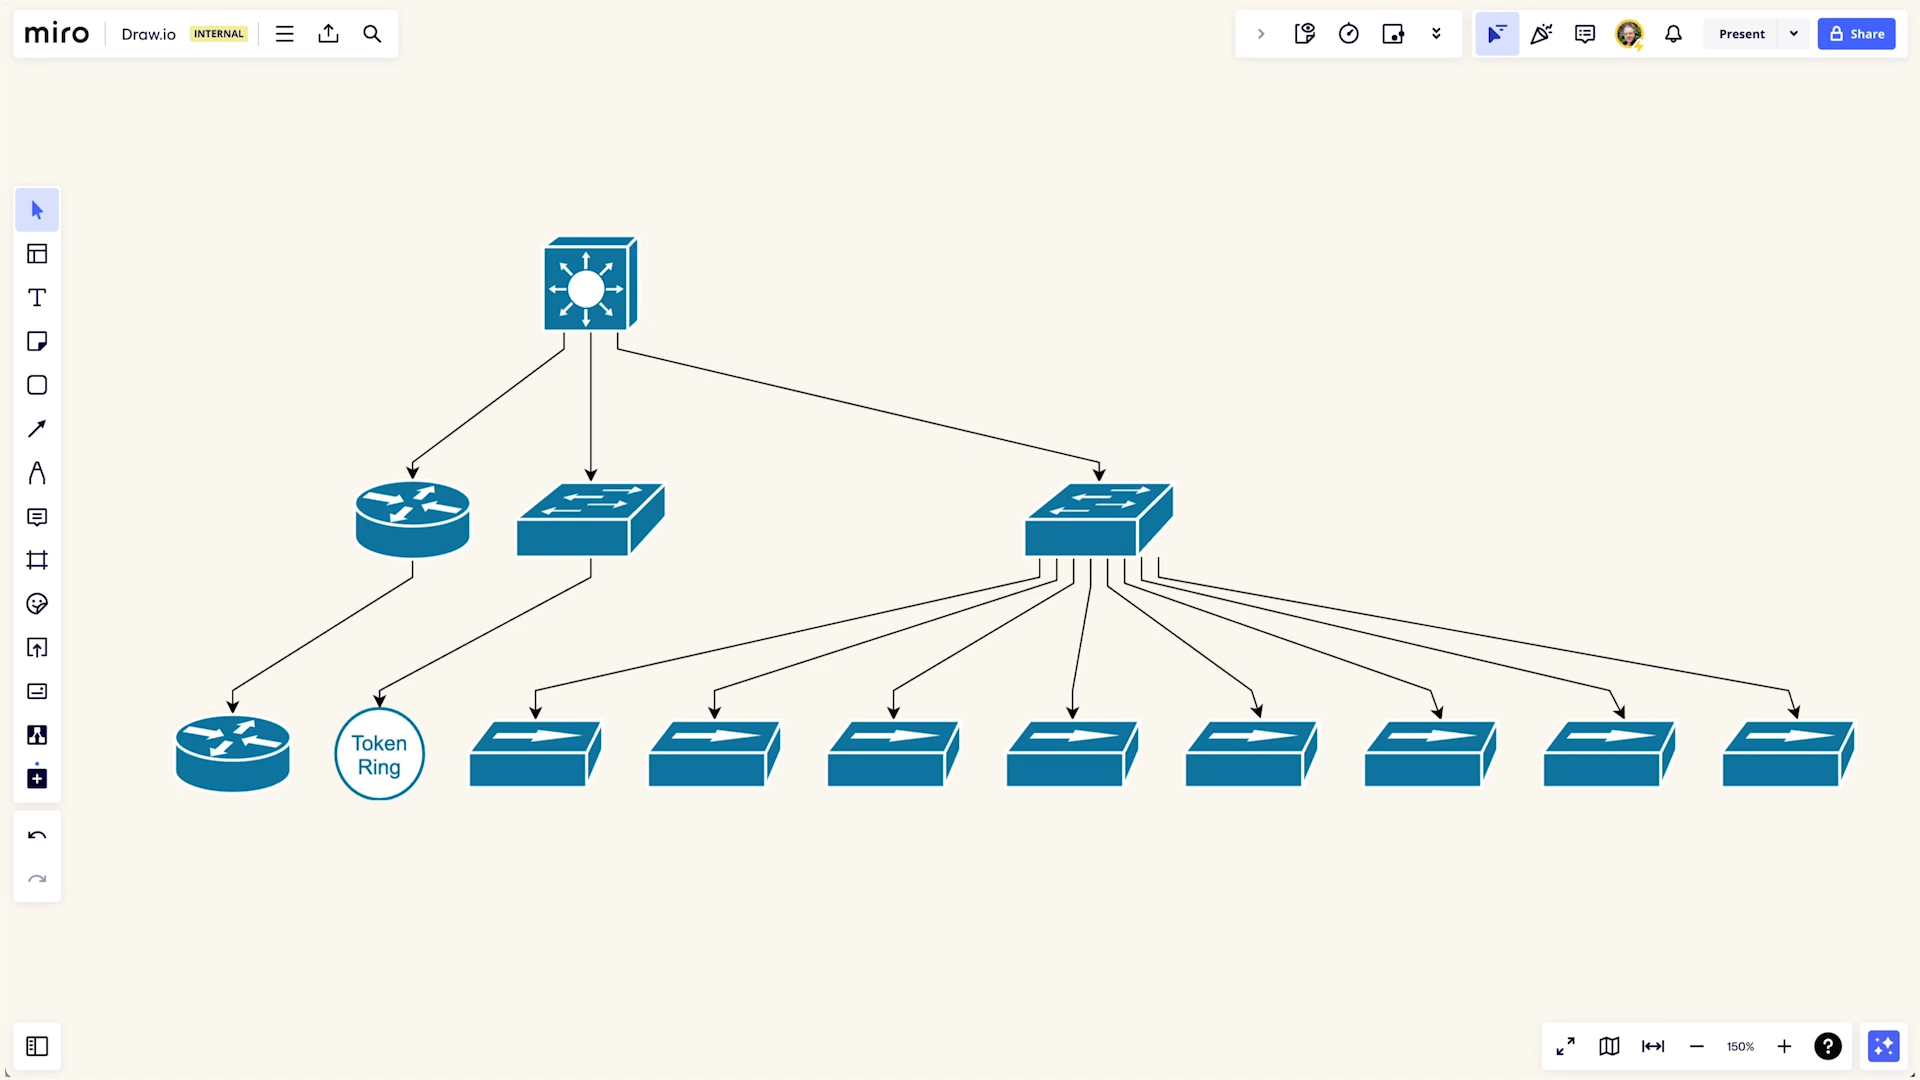 miro
Draw.io
INTERNAL
Present
Share
Token
Ring
150%